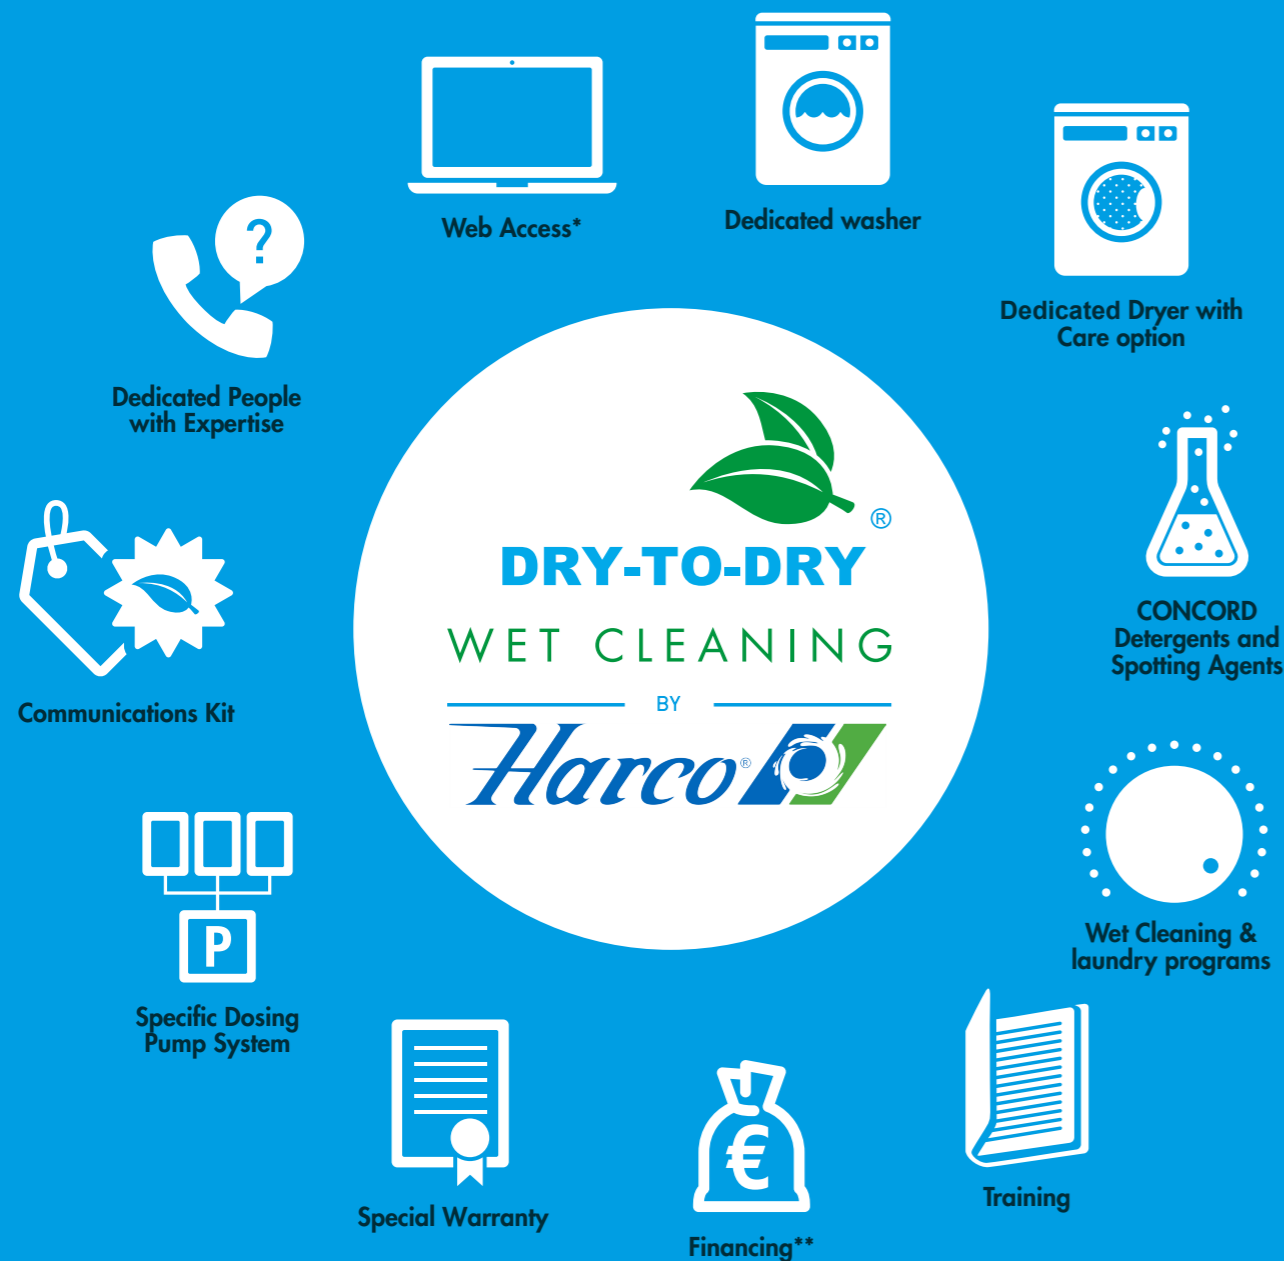 Web Access*
Dedicated washer
Dedicated Dryer with
Care option
?
Dedicated People
with Expertise
®
DRY-TO-DRY
WET CLEANING
BY
Harco®
CONCORD
Detergents and
Spotting Agents
Communications Kit
Wet Cleaning &
laundry programs
P
Specific Dosing
Pump System
Special Warranty
€
Financing**
Training